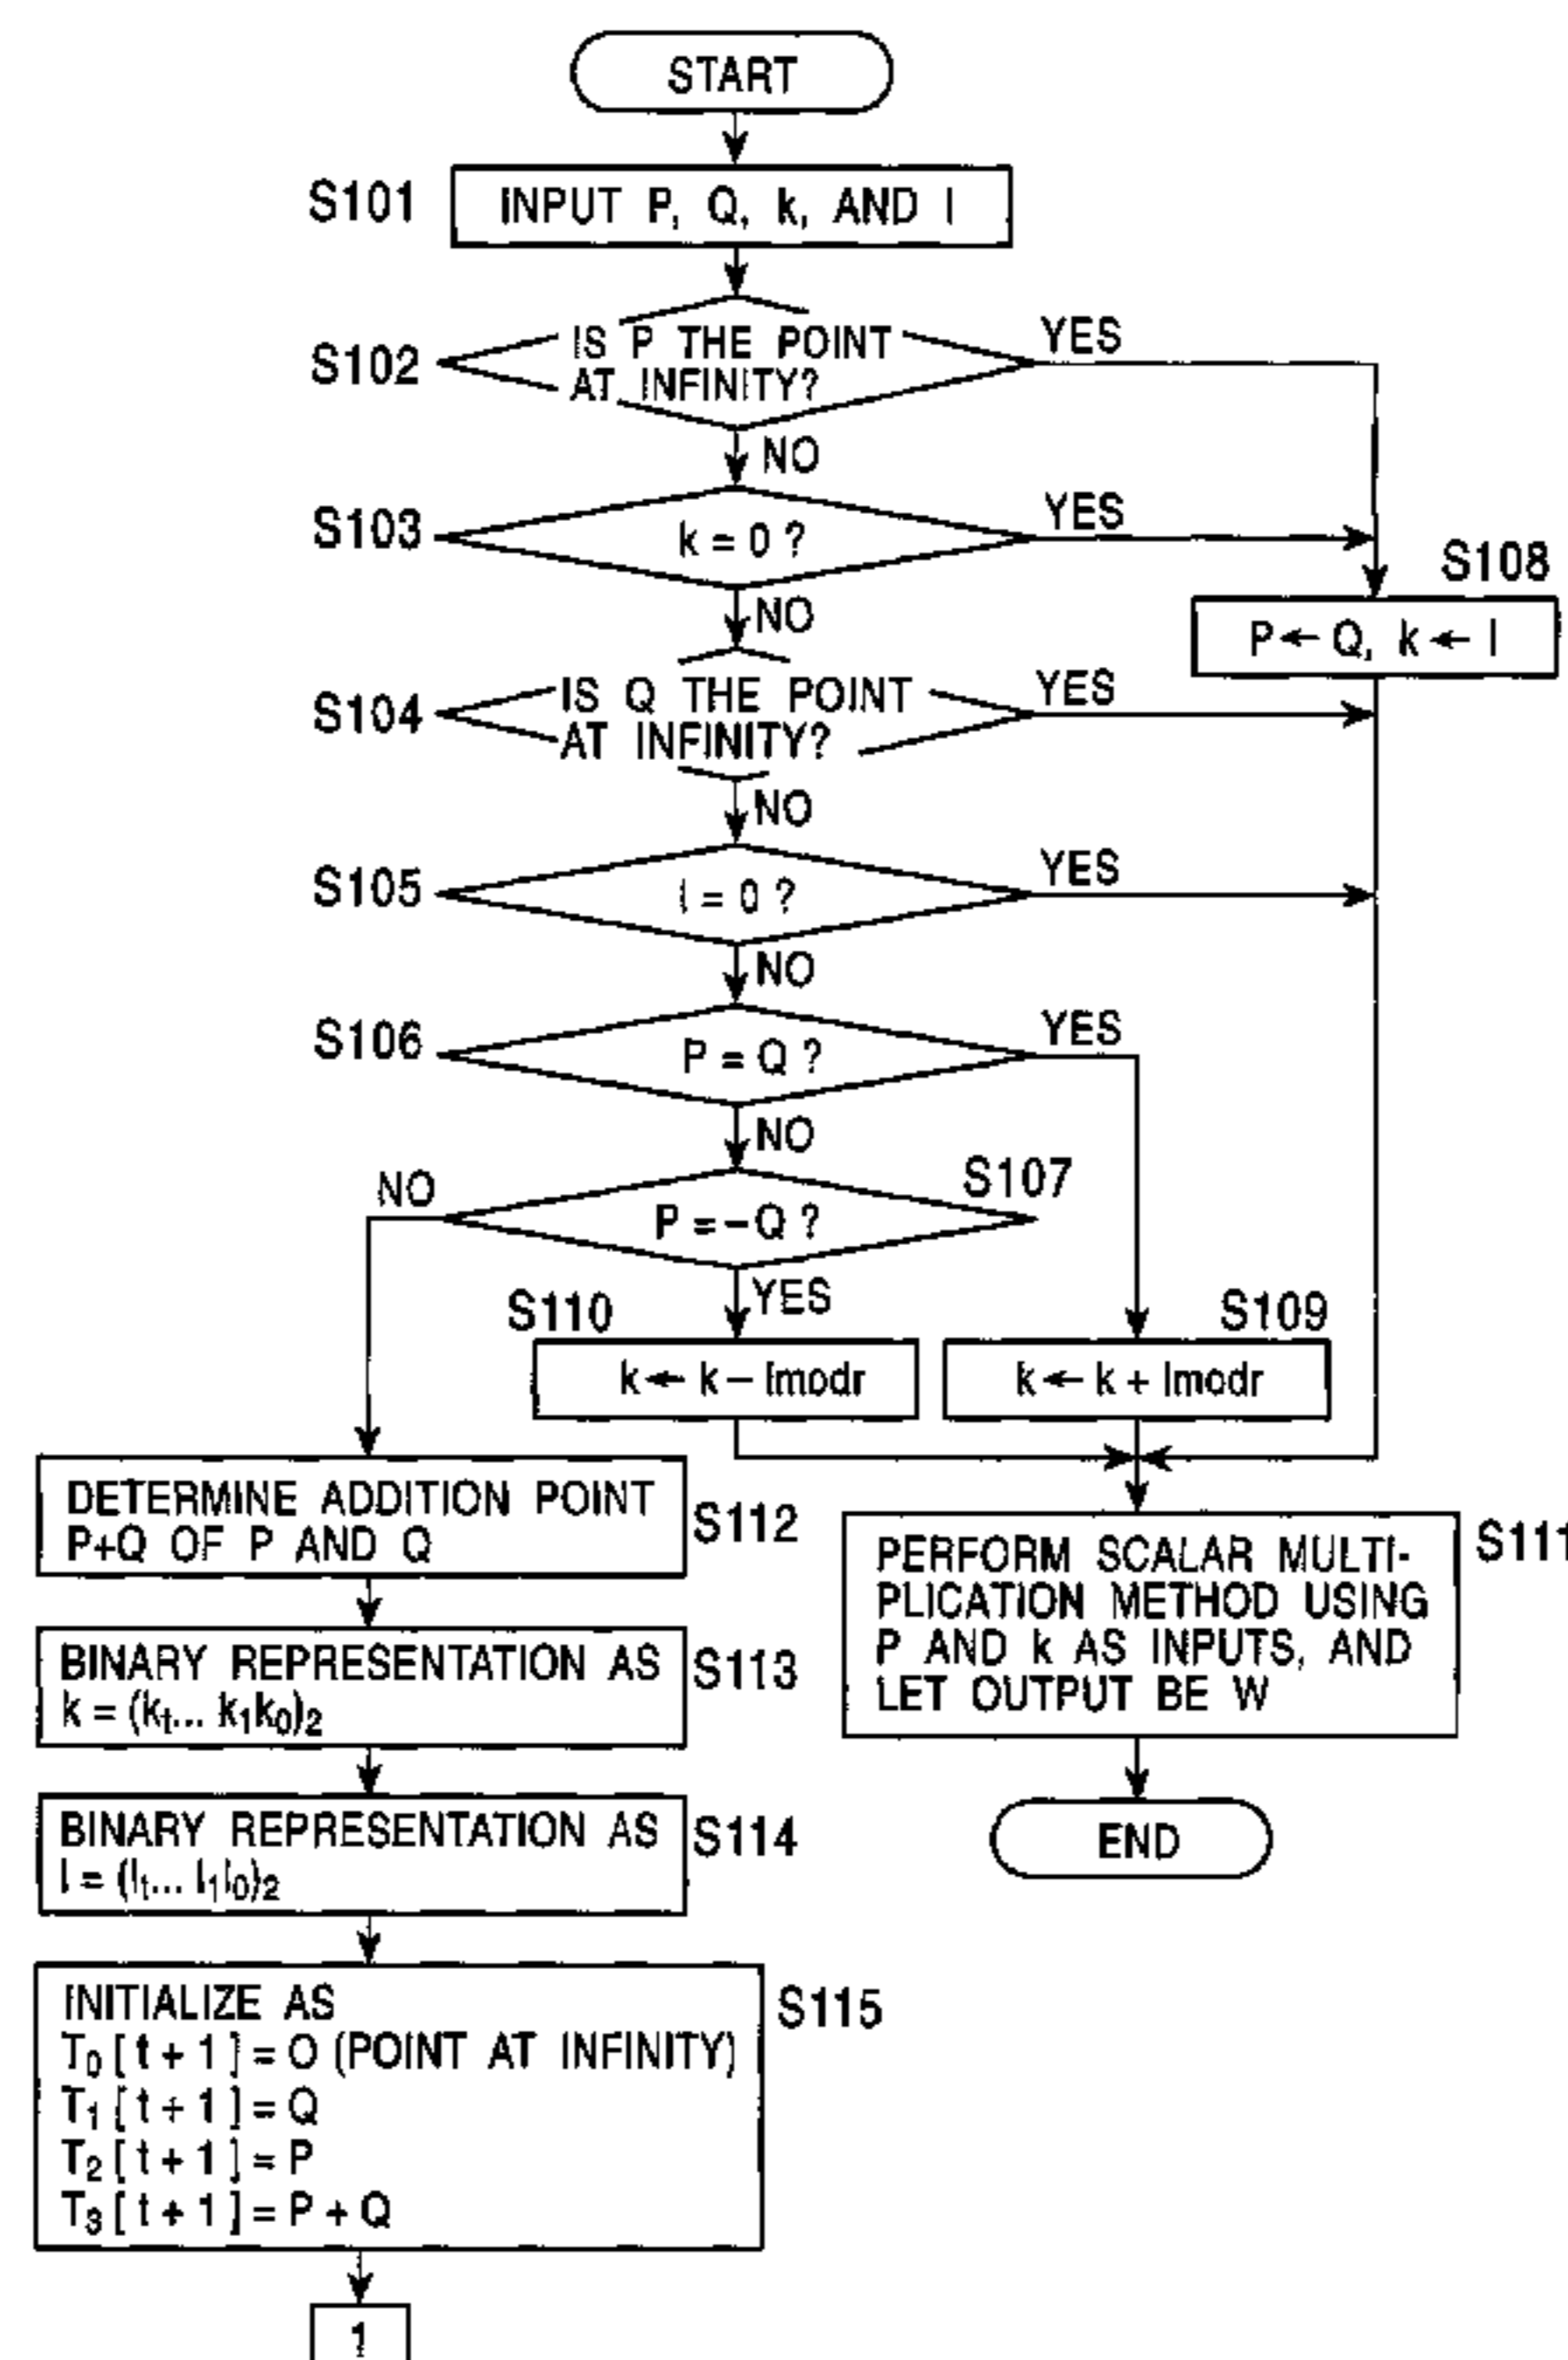 START
S101
INPUT P, Q, k, AND l
S102
IS P THE POINT
AT INFINITY?
YES
NO
S103
k = 0 ?
YES
NO
S108
P ← Q, k ← l
S104
IS Q THE POINT
AT INFINITY?
YES
NO
S105
l = 0 ?
YES
NO
S106
P = Q ?
YES
NO
S107
P = – Q ?
NO
YES
S110
k ← k – lmodr
S109
k ← k + lmodr
DETERMINE ADDITION POINT
P+Q OF P AND Q
S112
BINARY REPRESENTATION AS
k = (kₜ... k₁k₀)₂
S113
BINARY REPRESENTATION AS
l = (lₜ... l₁l₀)₂
S114
INITIALIZE AS
T₀ [ t + 1 ] = O (POINT AT INFINITY)
T₁ [ t + 1 ] = Q
T₂ [ t + 1 ] = P
T₃ [ t + 1 ] = P + Q
S115
1
PERFORM SCALAR MULTI-
PLICATION METHOD USING
P AND k AS INPUTS, AND
LET OUTPUT BE W
S111
END